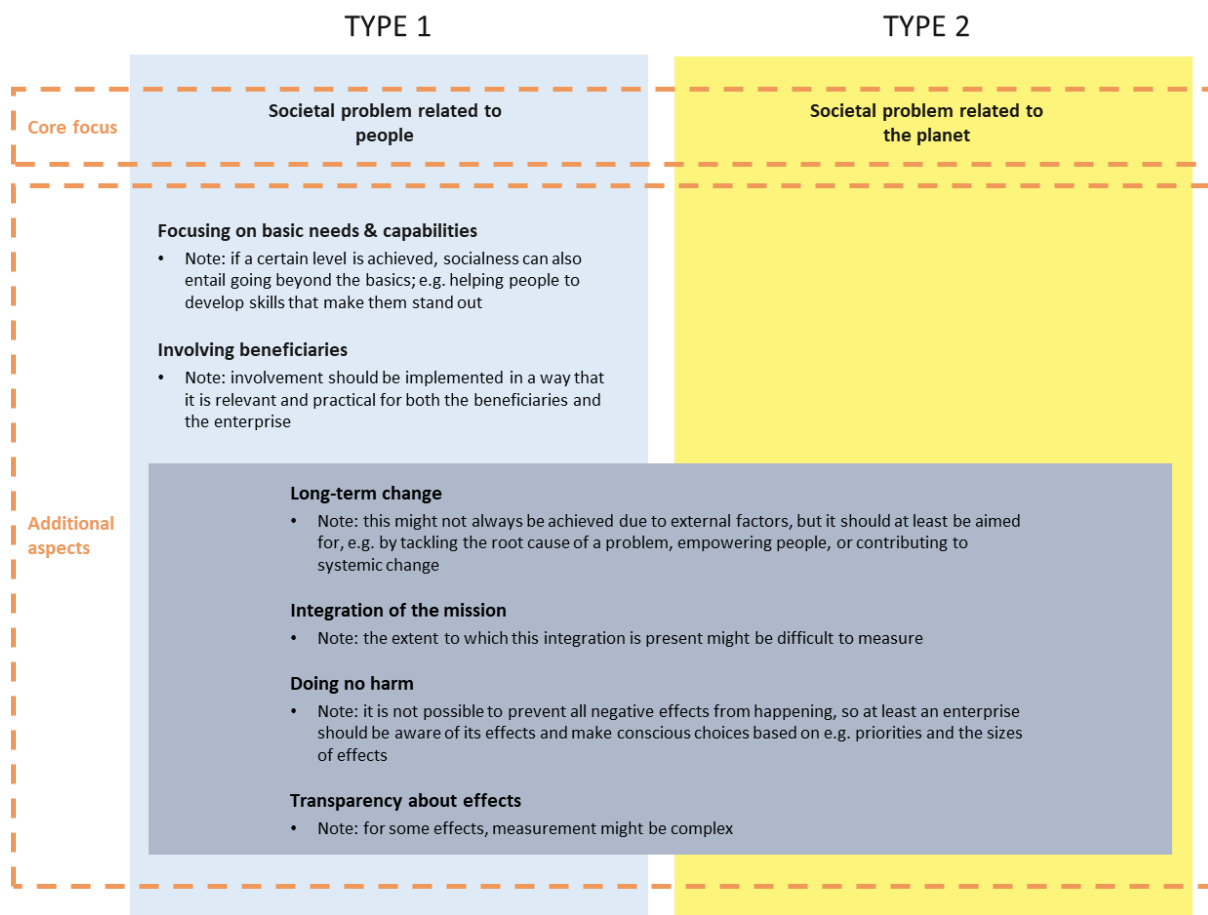 TYPE 1
TYPE 2
Core focus
Societal problem related to
people
Societal problem related to
the planet
Additional
aspects
Focusing on basic needs & capabilities
• Note: if a certain level is achieved, socialness can also
entail going beyond the basics; e.g. helping people to
develop skills that make them stand out
Involving beneficiaries
• Note: involvement should be implemented in a way that
it is relevant and practical for both the beneficiaries and
the enterprise
Long-term change
• Note: this might not always be achieved due to external factors, but it should at least be aimed
for, e.g. by tackling the root cause of a problem, empowering people, or contributing to
systemic change
Integration of the mission
• Note: the extent to which this integration is present might be difficult to measure
Doing no harm
• Note: it is not possible to prevent all negative effects from happening, so at least an enterprise
should be aware of its effects and make conscious choices based on e.g. priorities and the sizes
of effects
Transparency about effects
• Note: for some effects, measurement might be complex